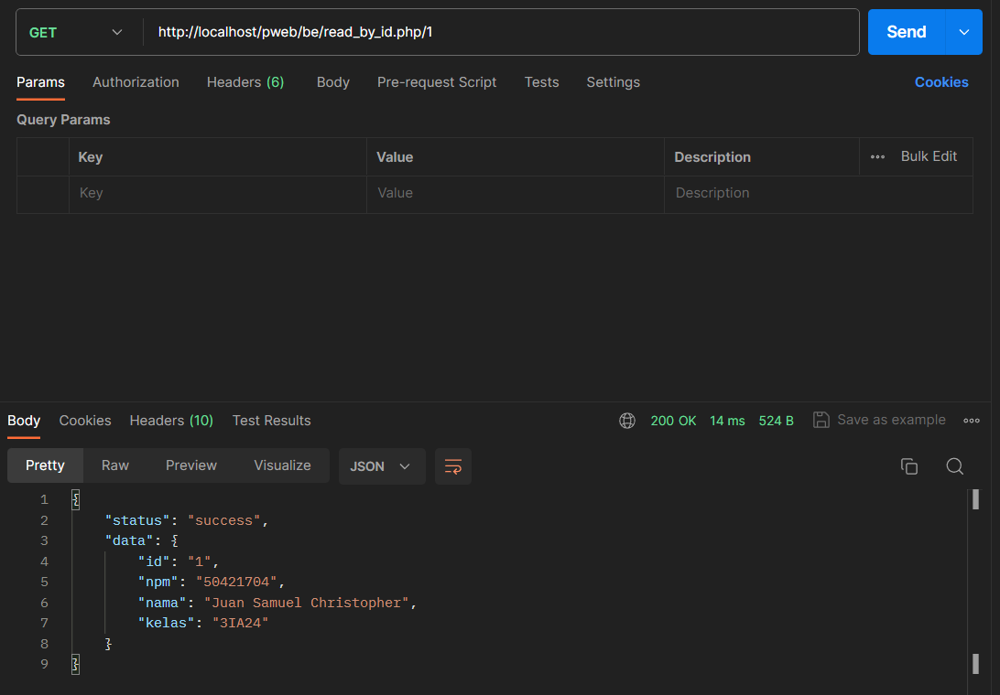 GET http://localhost/pweb/be/read_by_id.php/1 Send
Params Authorization Headers (6) Body Pre-request Script Tests Settings Cookies
Query Params
Key Value Description Bulk Edit
Key Value Description
Body Cookies Headers (10) Test Results 200 OK 14 ms 524 B Save as example
Pretty Raw Preview Visualize JSON
1 {
2 "status": "success",
3 "data": {
4 "id": "1",
5 "npm": "50421704",
6 "nama": "Juan Samuel Christopher",
7 "kelas": "3IA24"
8 }
9 }